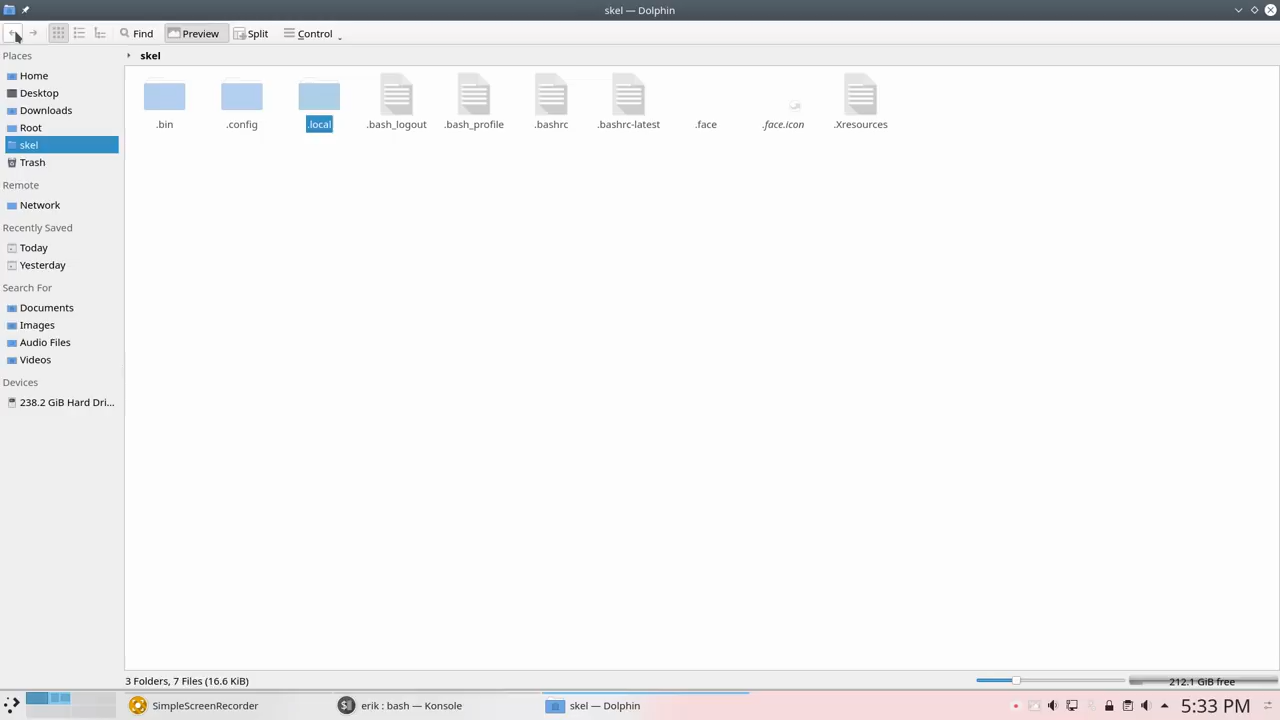 skel — Dolphin
Find
Preview
Split
Control
Places
skel
Home
Desktop
Downloads
Root
skel
Trash
Remote
Network
Recently Saved
Today
Yesterday
Search For
Documents
Images
Audio Files
Videos
Devices
238.2 GiB Hard Dri...
.bin
.config
.local
.bash_logout
.bash_profile
.bashrc
.bashrc-latest
.face
.face.icon
.Xresources
3 Folders, 7 Files (16.6 KiB)
212.1 GiB free
SimpleScreenRecorder
erik : bash — Konsole
skel — Dolphin
5:33 PM